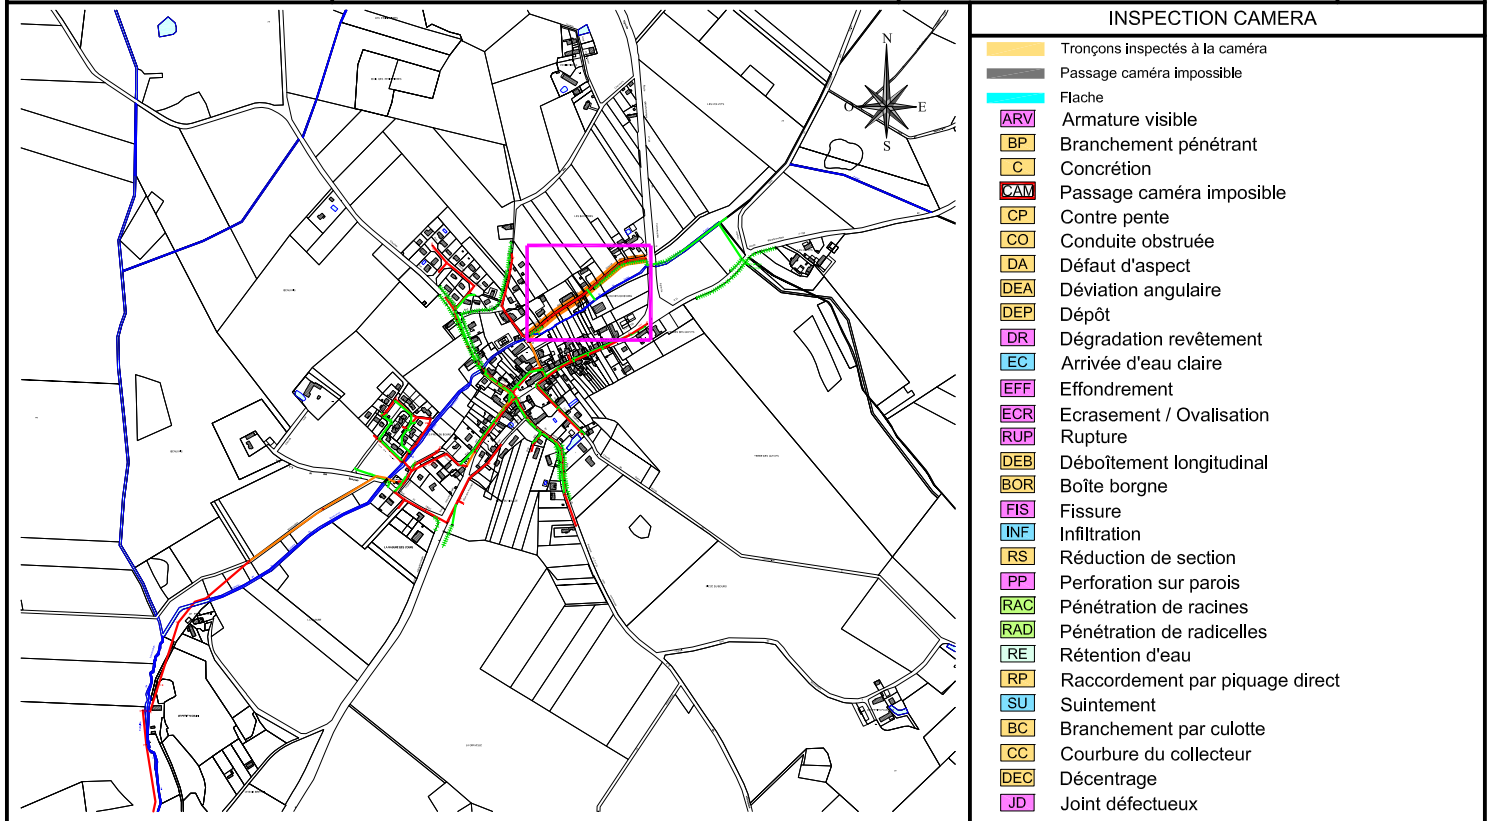 INSPECTION CAMERA
Tronçons inspectés à la caméra
Passage caméra impossible
Flache
ARV Armature visible
BP Branchement pénétrant
C Concrétion
CAM Passage caméra imposible
CP Contre pente
CO Conduite obstruée
DA Défaut d'aspect
DEA Déviation angulaire
DEP Dépôt
DR Dégradation revêtement
EC Arrivée d'eau claire
EFF Effondrement
ECR Ecrasement / Ovalisation
RUP Rupture
DEB Déboîtement longitudinal
BOR Boîte borgne
FIS Fissure
INF Infiltration
RS Réduction de section
PP Perforation sur parois
RAC Pénétration de racines
RAD Pénétration de radicelles
RE Rétention d'eau
RP Raccordement par piquage direct
SU Suintement
BC Branchement par culotte
CC Courbure du collecteur
DEC Décentrage
JD Joint défectueux
N
O
E
S